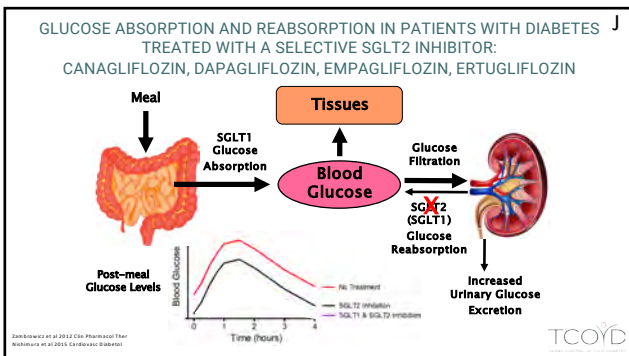 J
GLUCOSE ABSORPTION AND REABSORPTION IN PATIENTS WITH DIABETES
TREATED WITH A SELECTIVE SGLT2 INHIBITOR:
CANAGLIFLOZIN, DAPAGLIFLOZIN, EMPAGLIFLOZIN, ERTUGLIFLOZIN
Meal
Tissues
SGLT1
Glucose
Absorption
Blood
Glucose
Glucose
Filtration
SGLT2
(SGLT1)
Glucose
Reabsorption
Increased
Urinary Glucose
Excretion
Post-meal
Glucose Levels
Blood Glucose
No Treatment
SGLT2 Inhibition
SGLT1 & SGLT2 Inhibition
0 1 2 3 4
Time (hours)
Zambrowicz et al 2012 Clin Pharmacol Ther
Nishimura et al 2015 Cardiovasc Diabetol
TCOYD